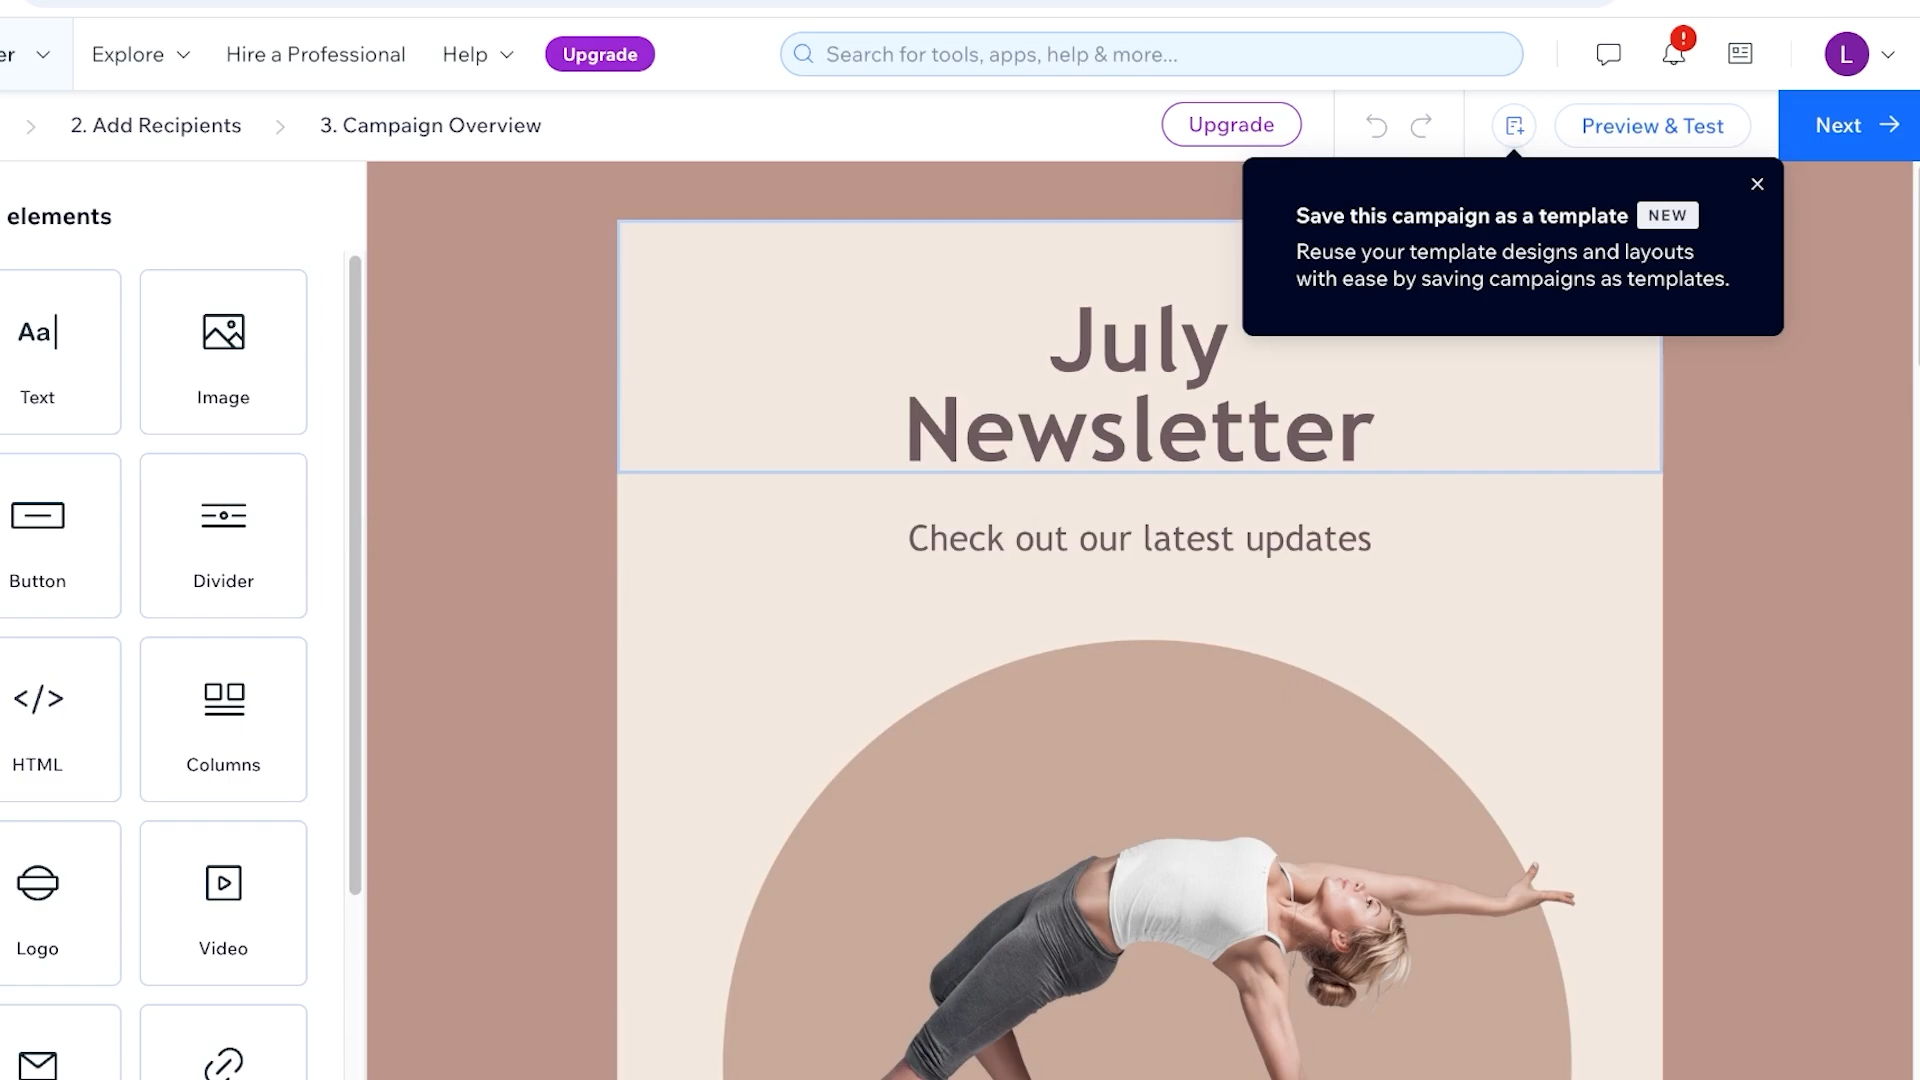 er
Explore
Hire a Professional
Help
Upgrade
Search for tools, apps, help & more...
!
L
2. Add Recipients
3. Campaign Overview
Upgrade
Preview & Test
Next
Save this campaign as a template NEW
Reuse your template designs and layouts
with ease by saving campaigns as templates.
elements
Aa
Text
Image
Button
Divider
</>
HTML
Columns
Logo
Video
July
Newsletter
Check out our latest updates